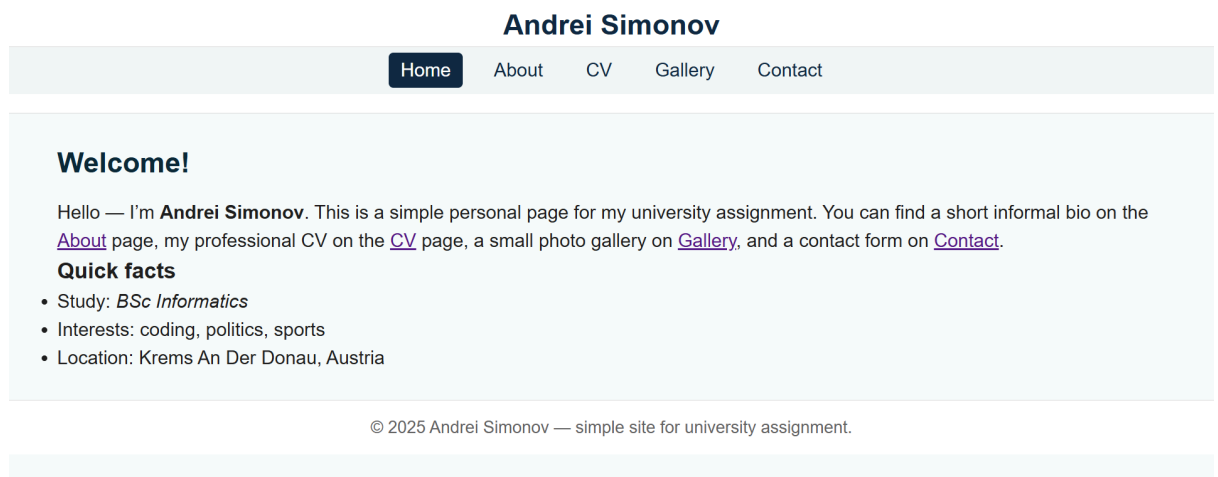 Andrei Simonov
Home About CV Gallery Contact
Welcome!
Hello — I’m Andrei Simonov. This is a simple personal page for my university assignment. You can find a short informal bio on the
About page, my professional CV on the CV page, a small photo gallery on Gallery, and a contact form on Contact.
Quick facts
• Study: BSc Informatics
• Interests: coding, politics, sports
• Location: Krems An Der Donau, Austria
© 2025 Andrei Simonov — simple site for university assignment.